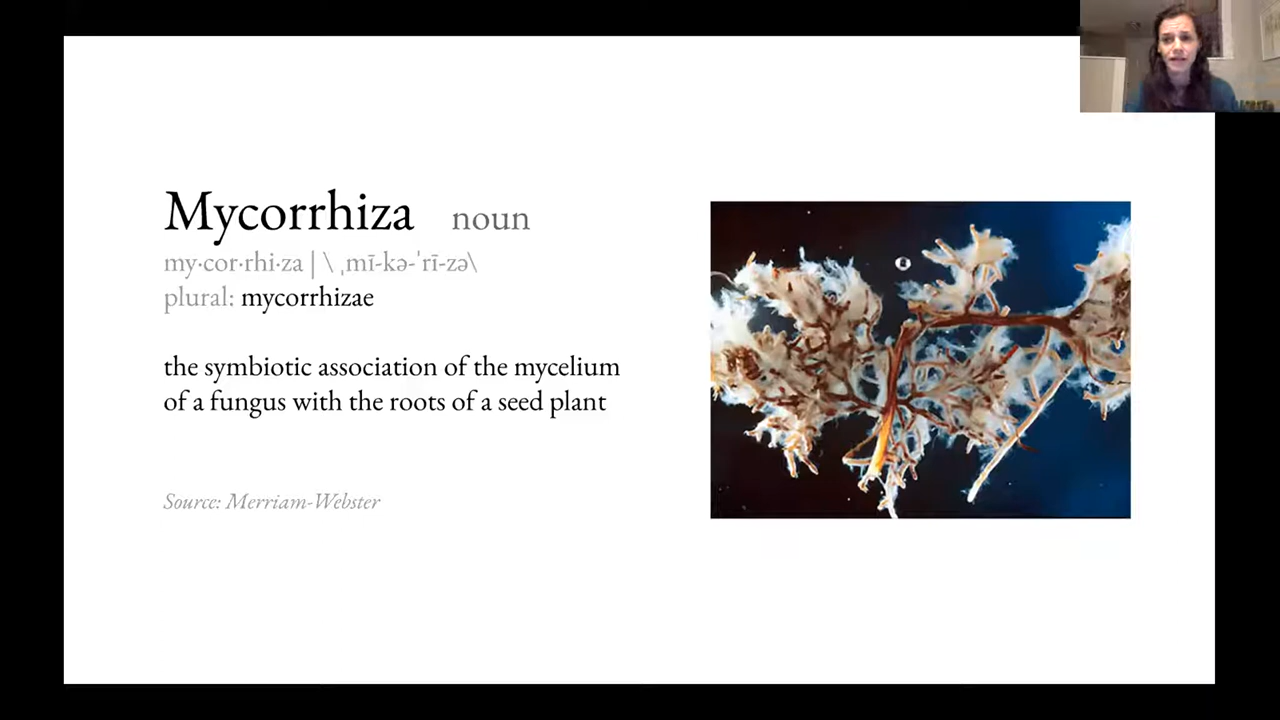 Mycorrhiza noun
my·cor·rhi·za | \ ˌmī-kə-ˈrī-zə\
plural: mycorrhizae
the symbiotic association of the mycelium
of a fungus with the roots of a seed plant
Source: Merriam-Webster